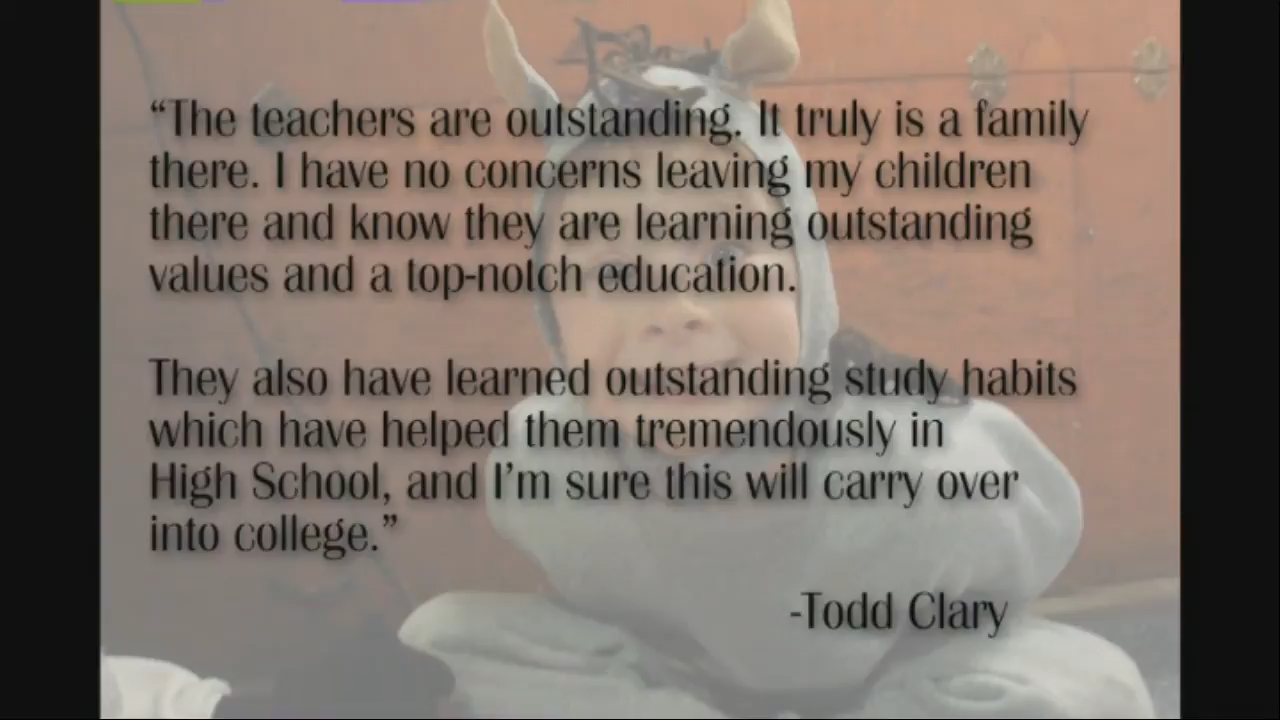 “The teachers are outstanding. It truly is a family
there. I have no concerns leaving my children
there and know they are learning outstanding
values and a top-notch education.
They also have learned outstanding study habits
which have helped them tremendously in
High School, and I’m sure this will carry over
into college.”
-Todd Clary